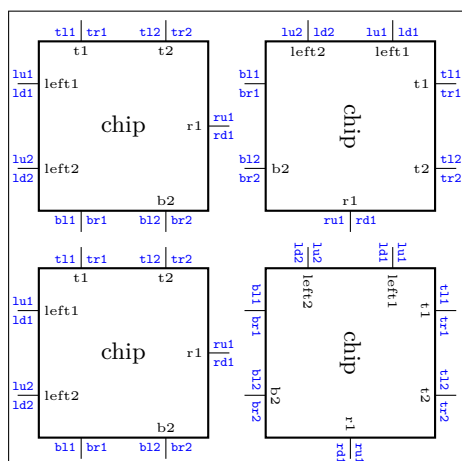 tl1 tr1 tl2 tr2
t1 t2
lu1
ld1
left1
chip
r1
ru1
rd1
lu2
ld2
left2
b2
bl1 br1 bl2 br2
lu2 ld2 lu1 ld1
left2 left1
bl1
br1
t1
tl1
tr1
chip
bl2
br2
b2
t2
tl2
tr2
r1
ru1 rd1
tl1 tr1 tl2 tr2
t1 t2
lu1
ld1
left1
chip
r1
ru1
rd1
lu2
ld2
left2
b2
bl1 br1 bl2 br2
ld2 lu2 ld1 lu1
left2 left1
bl1
br1
t1
tl1
tr1
chip
bl2
br2
b2
t2
tl2
tr2
r1
rd1 ru1